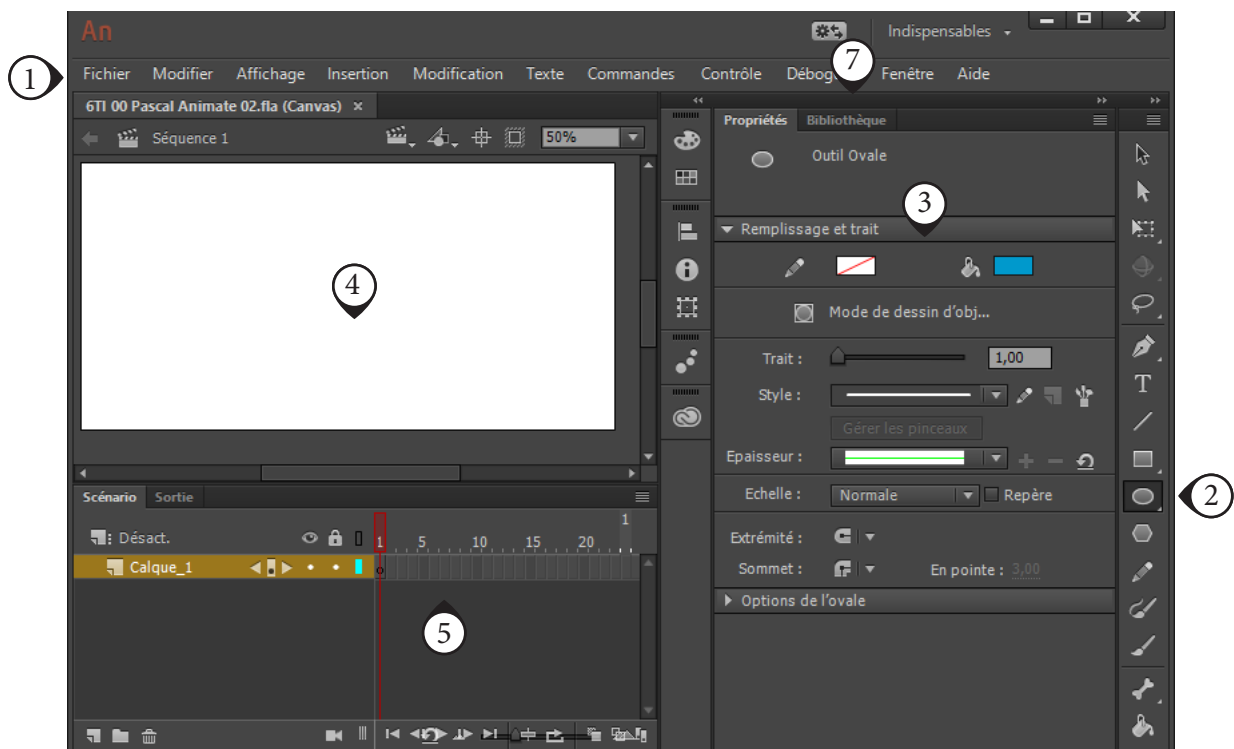 An
Indispensables
1
7
Fichier Modifier Affichage Insertion Modification Texte Commandes Contrôle Fenêtre Aide
6TI 00 Pascal Animate 02.fla (Canvas) ×
Propriétés Bibliothèque
Séquence 1
50%
Outil Ovale
3
Remplissage et trait
4
Mode de dessin d'obj...
Trait : 1,00
T
Style :
Gérer les pinceaux
Epaisseur :
Echelle : Normale Repère
2
Scénario Sortie
1
Désact.
1 5 10 15 20
Extrémité :
Calque_1
Sommet : En pointe : 3,00
Options de l'ovale
5